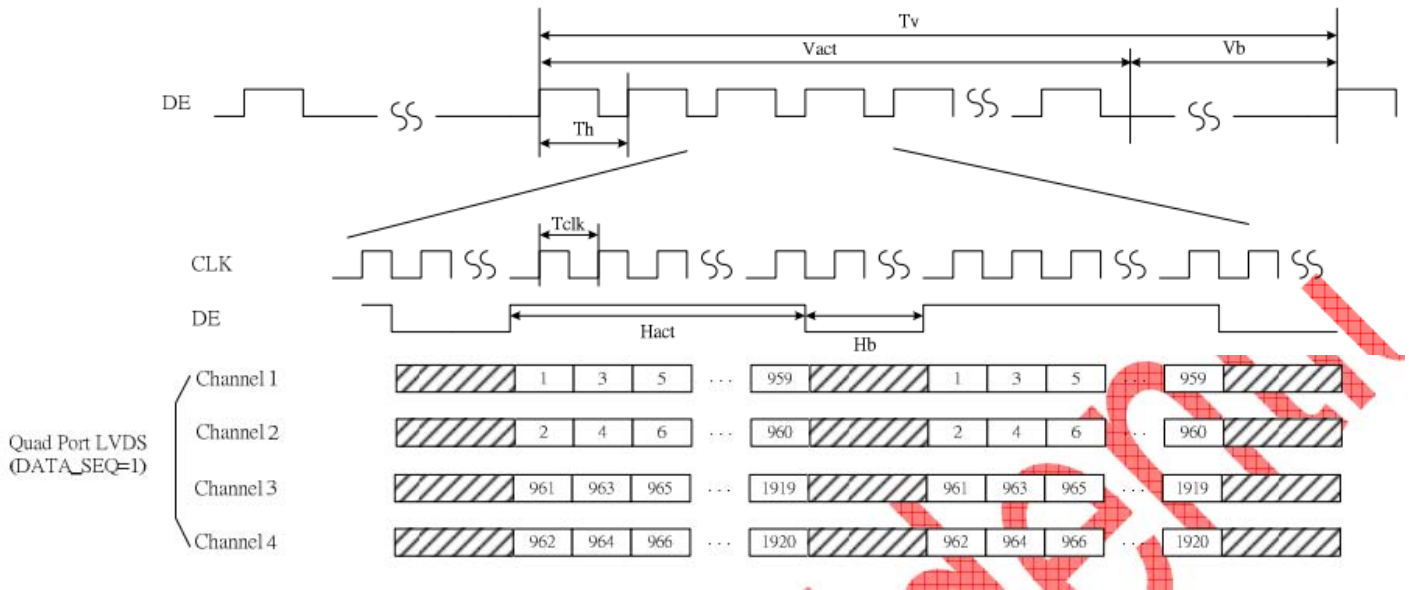 Tv
Vact Vb
DE
Th
Tclk
CLK
DE
Hact
Hb
Channel 1 1 3 5 ... 959 1 3 5 ... 959
Channel 2 2 4 6 ... 960 2 4 6 ... 960
Quad Port LVDS
(DATA_SEQ=1)
Channel 3 961 963 965 ... 1919 961 963 965 ... 1919
Channel 4 962 964 966 ... 1920 962 964 966 ... 1920